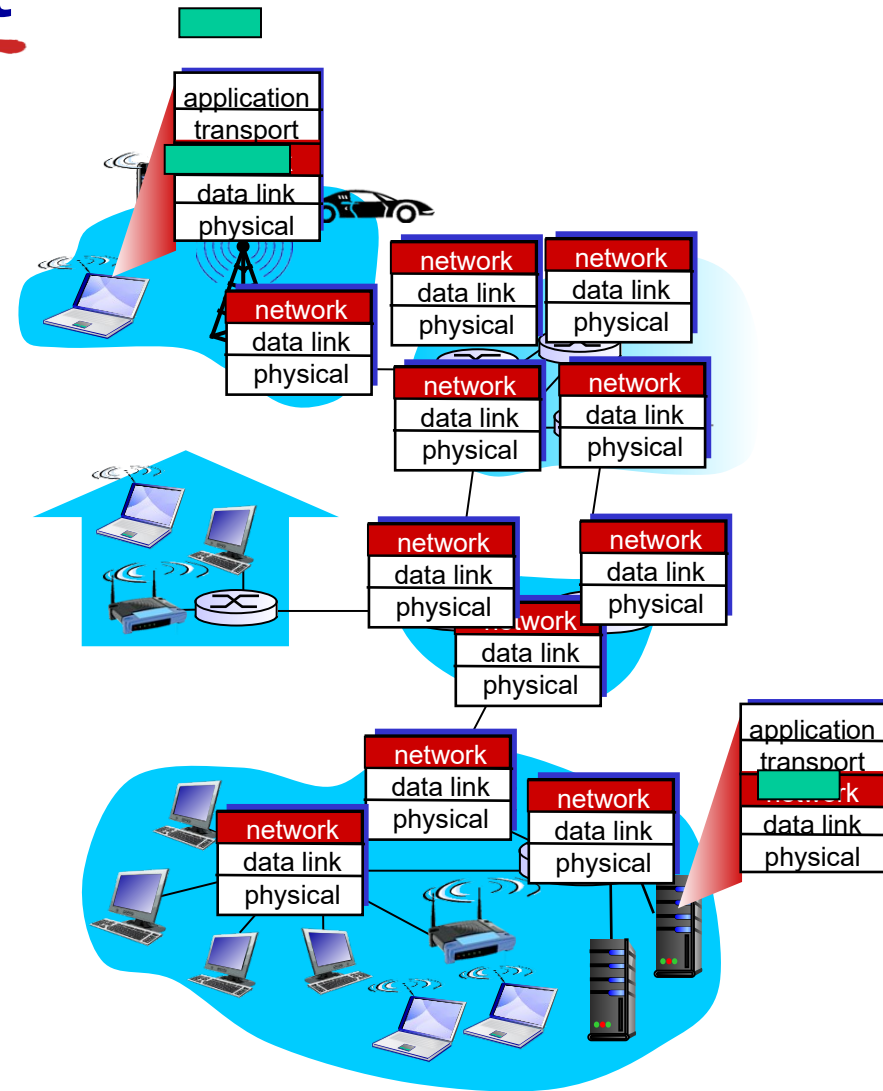 application
transport
data link
physical
network
data link
physical
network
data link
physical
network
data link
physical
network
data link
physical
network
data link
physical
network
data link
physical
network
data link
physical
data link
physical
network
data link
physical
application
transport
data link
physical
network
data link
physical
network
data link
physical